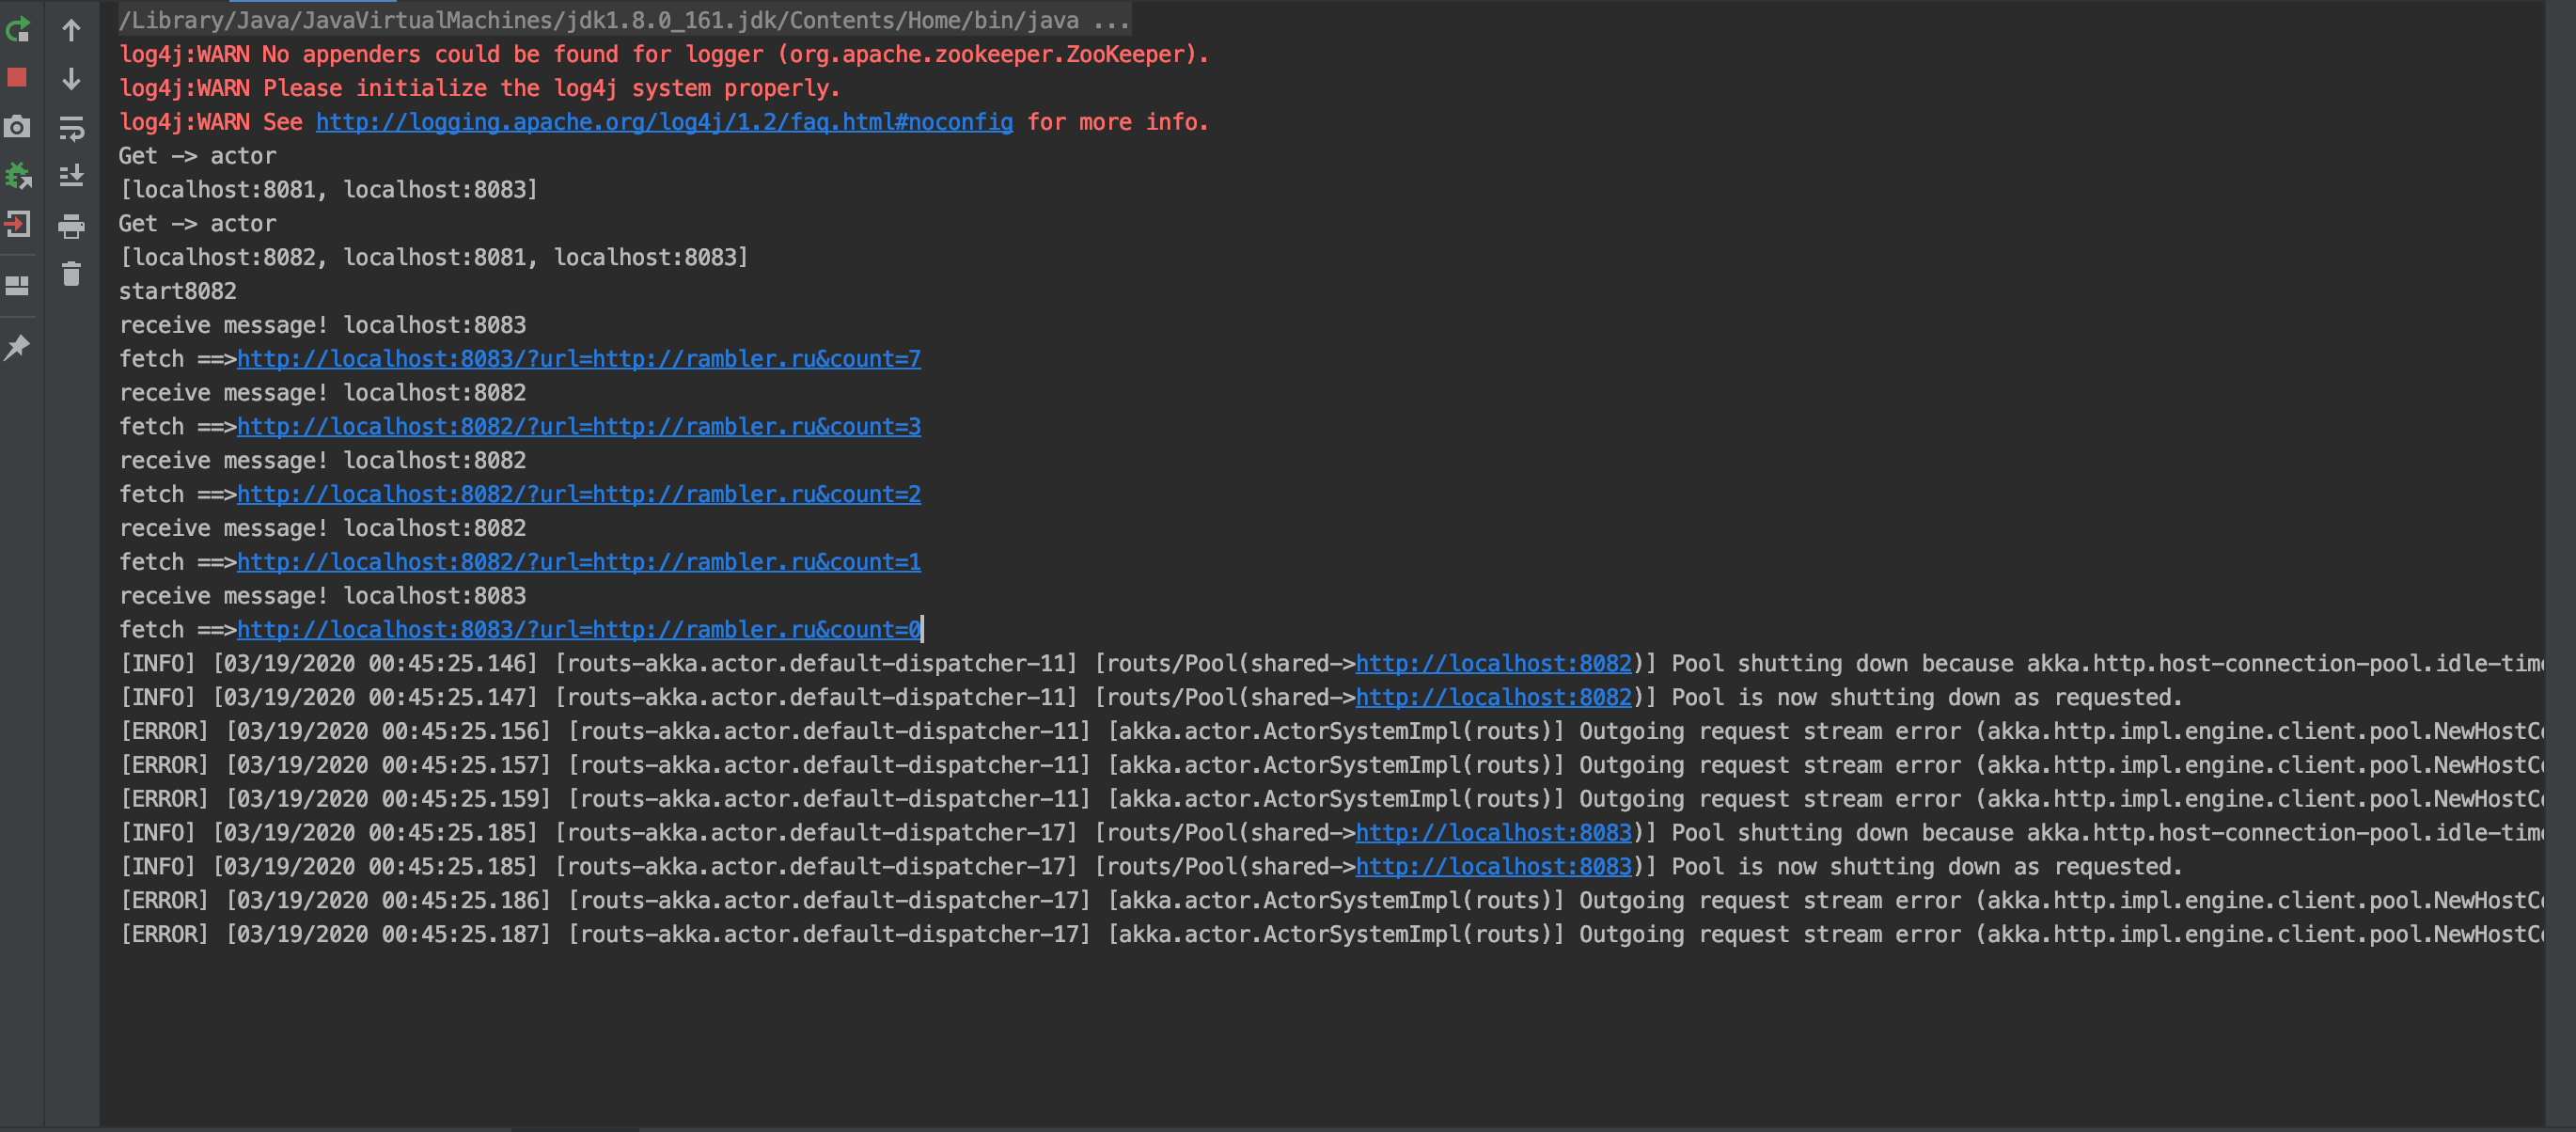 /Library/Java/JavaVirtualMachines/jdk1.8.0_161.jdk/Contents/Home/bin/java ...
log4j:WARN No appenders could be found for logger (org.apache.zookeeper.ZooKeeper).
log4j:WARN Please initialize the log4j system properly.
log4j:WARN See http://logging.apache.org/log4j/1.2/faq.html#noconfig for more info.
Get -> actor
[localhost:8081, localhost:8083]
Get -> actor
[localhost:8082, localhost:8081, localhost:8083]
start8082
receive message! localhost:8083
fetch ==>http://localhost:8083/?url=http://rambler.ru&count=7
receive message! localhost:8082
fetch ==>http://localhost:8082/?url=http://rambler.ru&count=3
receive message! localhost:8082
fetch ==>http://localhost:8082/?url=http://rambler.ru&count=2
receive message! localhost:8082
fetch ==>http://localhost:8082/?url=http://rambler.ru&count=1
receive message! localhost:8083
fetch ==>http://localhost:8083/?url=http://rambler.ru&count=0
[INFO] [03/19/2020 00:45:25.146] [routs-akka.actor.default-dispatcher-11] [routs/Pool(shared->http://localhost:8082)] Pool shutting down because akka.http.host-connection-pool.idle-time
[INFO] [03/19/2020 00:45:25.147] [routs-akka.actor.default-dispatcher-11] [routs/Pool(shared->http://localhost:8082)] Pool is now shutting down as requested.
[ERROR] [03/19/2020 00:45:25.156] [routs-akka.actor.default-dispatcher-11] [akka.actor.ActorSystemImpl(routs)] Outgoing request stream error (akka.http.impl.engine.client.pool.NewHostCo
[ERROR] [03/19/2020 00:45:25.157] [routs-akka.actor.default-dispatcher-11] [akka.actor.ActorSystemImpl(routs)] Outgoing request stream error (akka.http.impl.engine.client.pool.NewHostCo
[ERROR] [03/19/2020 00:45:25.159] [routs-akka.actor.default-dispatcher-11] [akka.actor.ActorSystemImpl(routs)] Outgoing request stream error (akka.http.impl.engine.client.pool.NewHostCo
[INFO] [03/19/2020 00:45:25.185] [routs-akka.actor.default-dispatcher-17] [routs/Pool(shared->http://localhost:8083)] Pool shutting down because akka.http.host-connection-pool.idle-time
[INFO] [03/19/2020 00:45:25.185] [routs-akka.actor.default-dispatcher-17] [routs/Pool(shared->http://localhost:8083)] Pool is now shutting down as requested.
[ERROR] [03/19/2020 00:45:25.186] [routs-akka.actor.default-dispatcher-17] [akka.actor.ActorSystemImpl(routs)] Outgoing request stream error (akka.http.impl.engine.client.pool.NewHostCo
[ERROR] [03/19/2020 00:45:25.187] [routs-akka.actor.default-dispatcher-17] [akka.actor.ActorSystemImpl(routs)] Outgoing request stream error (akka.http.impl.engine.client.pool.NewHostCo